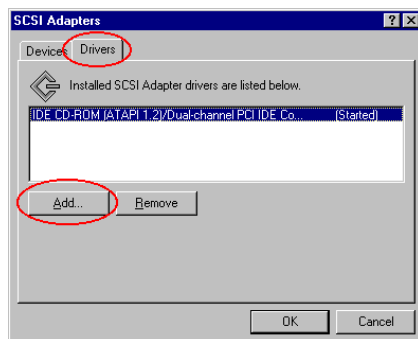 SCSI Adapters
Devices Drivers
Installed SCSI Adapter drivers are listed below.
IDE CD-ROM (ATAPI 1.2)/Dual-channel PCI IDE Co... (Started)
Add... Remove
OK Cancel